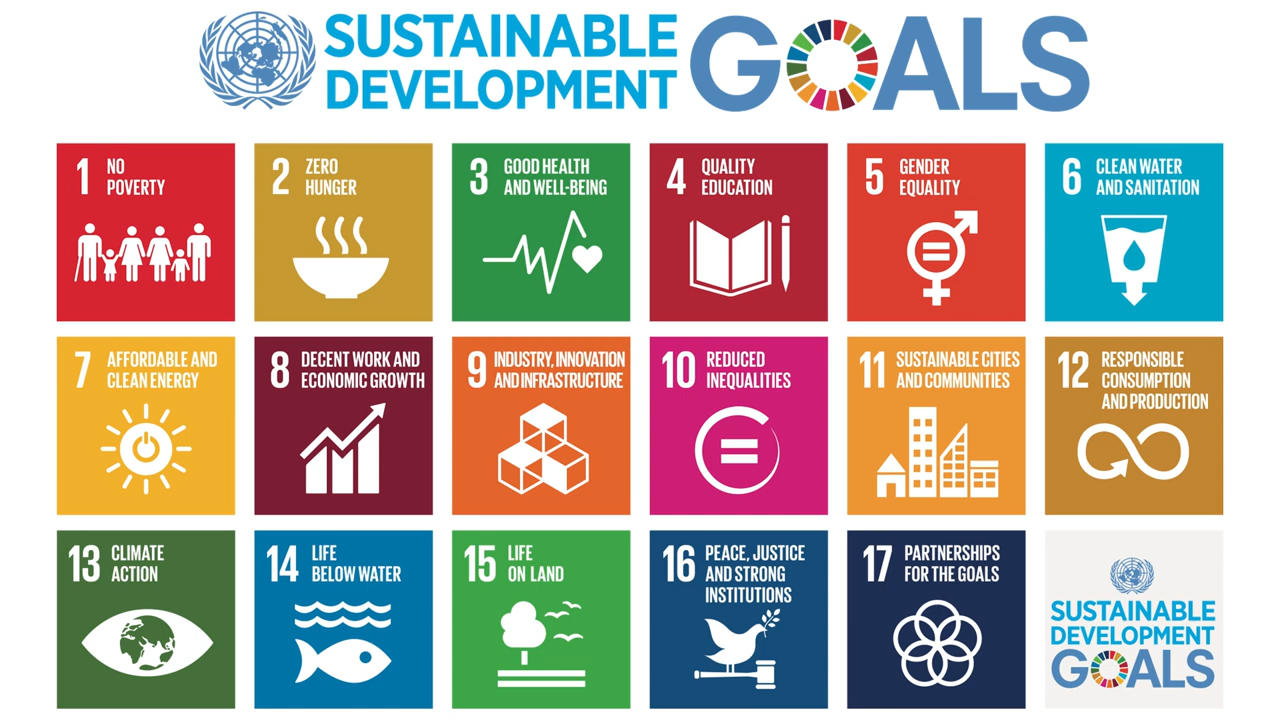 SUSTAINABLE
DEVELOPMENT
GOALS
1 NO
POVERTY
2 ZERO
HUNGER
3 GOOD HEALTH
AND WELL-BEING
4 QUALITY
EDUCATION
5 GENDER
EQUALITY
6 CLEAN WATER
AND SANITATION
7 AFFORDABLE AND
CLEAN ENERGY
8 DECENT WORK AND
ECONOMIC GROWTH
9 INDUSTRY, INNOVATION
AND INFRASTRUCTURE
10 REDUCED
INEQUALITIES
11 SUSTAINABLE CITIES
AND COMMUNITIES
12 RESPONSIBLE
CONSUMPTION
AND PRODUCTION
13 CLIMATE
ACTION
14 LIFE
BELOW WATER
15 LIFE
ON LAND
16 PEACE, JUSTICE
AND STRONG
INSTITUTIONS
17 PARTNERSHIPS
FOR THE GOALS
SUSTAINABLE
DEVELOPMENT
GOALS